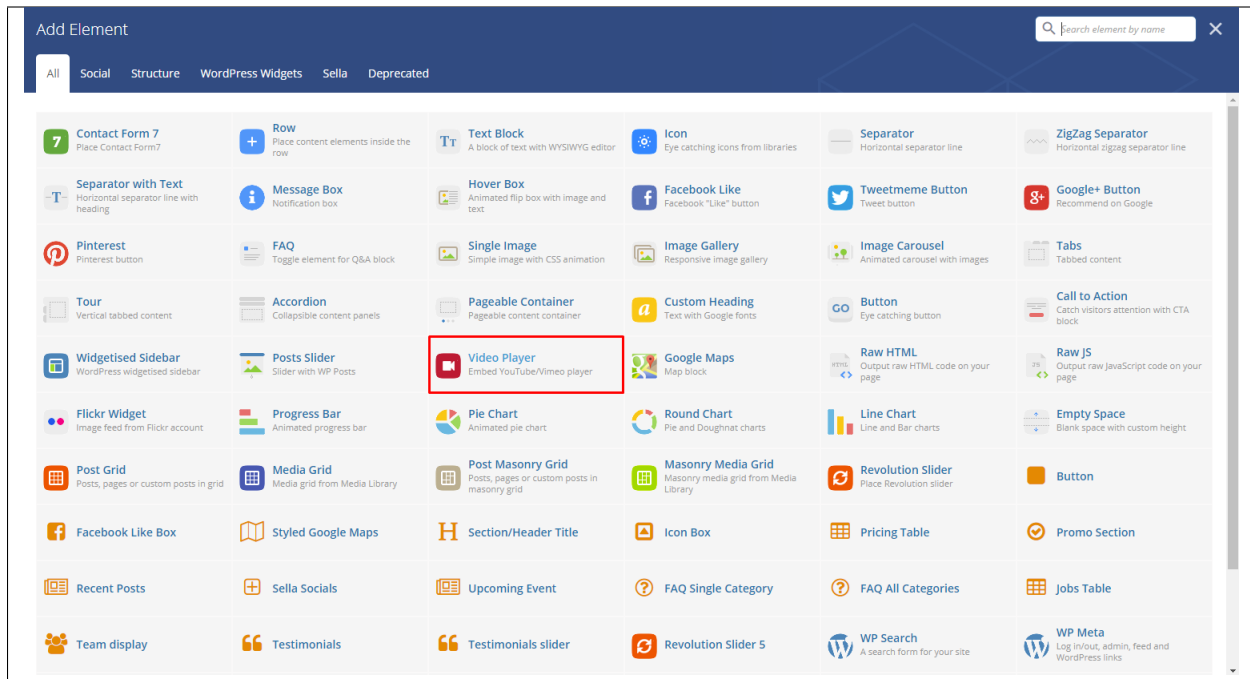 Add Element
Search element by name
All Social Structure WordPress Widgets Sella Deprecated
7 Contact Form 7
Place Contact Form7
Row
Place content elements inside the
row
TT Text Block
A block of text with WYSIWYG editor
Icon
Eye catching icons from libraries
Separator
Horizontal separator line
ZigZag Separator
Horizontal zigzag separator line
-T- Separator with Text
Horizontal separator line with
heading
i Message Box
Notification box
Hover Box
Animated flip box with image and
text
f Facebook Like
Facebook "Like" button
Tweetmeme Button
Tweet button
8+ Google+ Button
Recommend on Google
Pinterest
Pinterest button
FAQ
Toggle element for Q&A block
Single Image
Simple image with CSS animation
Image Gallery
Responsive image gallery
Image Carousel
Animated carousel with images
Tabs
Tabbed content
Tour
Vertical tabbed content
Accordion
Collapsible content panels
Pageable Container
Pageable content container
a Custom Heading
Text with Google fonts
GO Button
Eye catching button
Call to Action
Catch visitors attention with CTA
block
Widgetised Sidebar
WordPress widgetised sidebar
Posts Slider
Slider with WP Posts
Video Player
Embed YouTube/Vimeo player
Google Maps
Map block
HTML Raw HTML
Output raw HTML code on your
page
JS Raw JS
Output raw JavaScript code on your
page
Flickr Widget
Image feed from Flickr account
Progress Bar
Animated progress bar
Pie Chart
Animated pie chart
Round Chart
Pie and Doughnat charts
Line Chart
Line and Bar charts
Empty Space
Blank space with custom height
Post Grid
Posts, pages or custom posts in grid
Media Grid
Media grid from Media Library
Post Masonry Grid
Posts, pages or custom posts in
masonry grid
Masonry Media Grid
Masonry media grid from Media
Library
Revolution Slider
Place Revolution slider
Button
f Facebook Like Box
Styled Google Maps
H Section/Header Title
Icon Box
Pricing Table
Promo Section
Recent Posts
Sella Socials
Upcoming Event
? FAQ Single Category
? FAQ All Categories
Jobs Table
Team display
Testimonials
Testimonials slider
Revolution Slider 5
WP Search
A search form for your site
WP Meta
Log in/out, admin, feed and
WordPress links